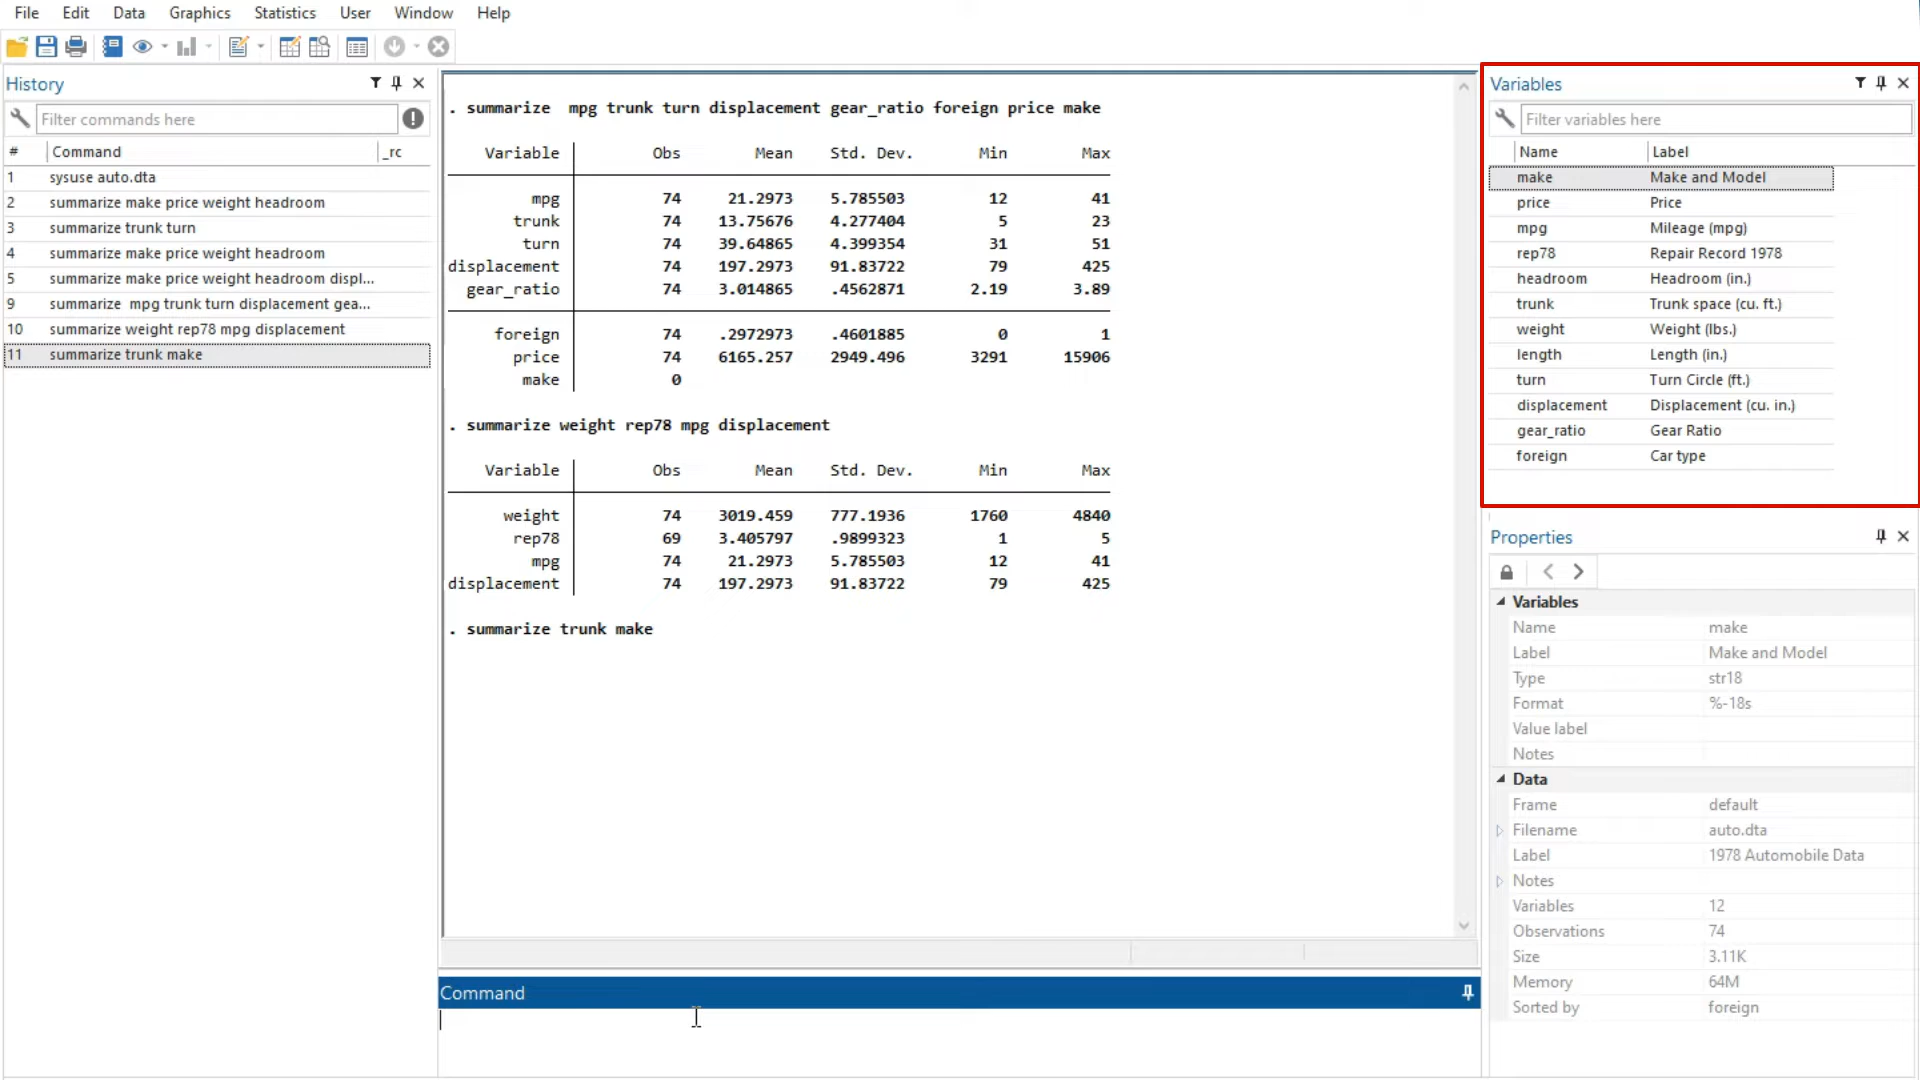 File Edit Data Graphics Statistics User Window Help
History
Filter commands here
# Command _rc
1 sysuse auto.dta
2 summarize make price weight headroom
3 summarize trunk turn
4 summarize make price weight headroom
5 summarize make price weight headroom displ...
9 summarize  mpg trunk turn displacement gea...
10 summarize weight rep78 mpg displacement
11 summarize trunk make
. summarize  mpg trunk turn displacement gear_ratio foreign price make
Variable Obs Mean Std. Dev. Min Max
mpg 74 21.2973 5.785503 12 41
trunk 74 13.75676 4.277404 5 23
turn 74 39.64865 4.399354 31 51
displacement 74 197.2973 91.83722 79 425
gear_ratio 74 3.014865 .4562871 2.19 3.89
foreign 74 .2972973 .4601885 0 1
price 74 6165.257 2949.496 3291 15906
make 0
. summarize weight rep78 mpg displacement
Variable Obs Mean Std. Dev. Min Max
weight 74 3019.459 777.1936 1760 4840
rep78 69 3.405797 .9899323 1 5
mpg 74 21.2973 5.785503 12 41
displacement 74 197.2973 91.83722 79 425
. summarize trunk make
Command
Variables
Filter variables here
Name Label
make Make and Model
price Price
mpg Mileage (mpg)
rep78 Repair Record 1978
headroom Headroom (in.)
trunk Trunk space (cu. ft.)
weight Weight (lbs.)
length Length (in.)
turn Turn Circle (ft.)
displacement Displacement (cu. in.)
gear_ratio Gear Ratio
foreign Car type
Properties
Variables
Name make
Label Make and Model
Type str18
Format %-18s
Value label
Notes
Data
Frame default
Filename auto.dta
Label 1978 Automobile Data
Notes
Variables 12
Observations 74
Size 3.11K
Memory 64M
Sorted by foreign